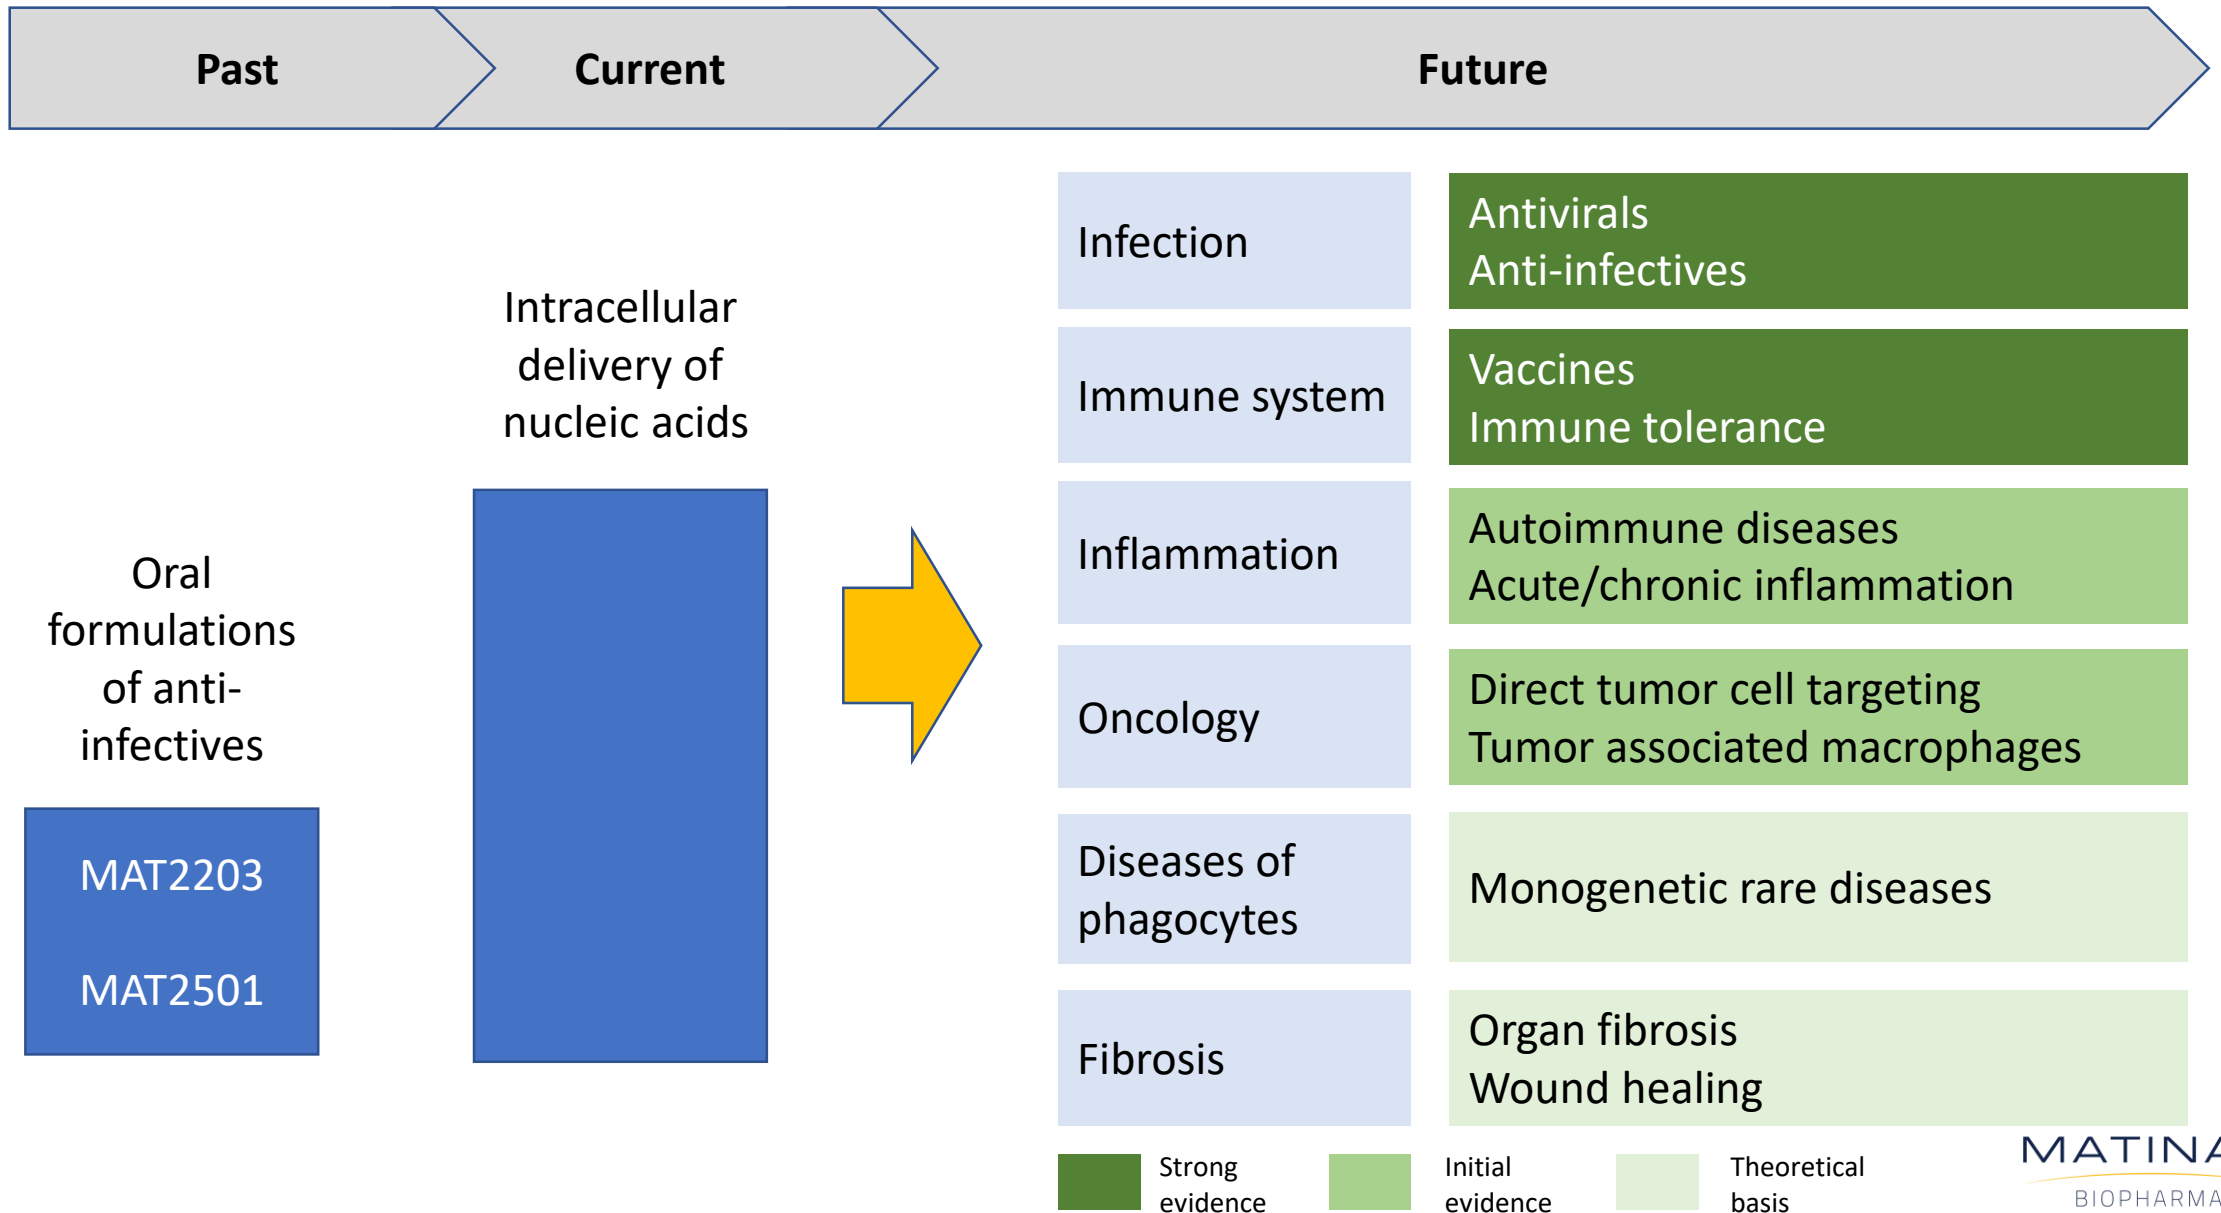 Past
Current
Future
Oral
formulations
of anti-
infectives
MAT2203
MAT2501
Intracellular
delivery of
nucleic acids
Infection
Antivirals
Anti-infectives
Immune system
Vaccines
Immune tolerance
Inflammation
Autoimmune diseases
Acute/chronic inflammation
Oncology
Direct tumor cell targeting
Tumor associated macrophages
Diseases of
phagocytes
Monogenetic rare diseases
Fibrosis
Organ fibrosis
Wound healing
Strong
evidence
Initial
evidence
Theoretical
basis
MATINA
BIOPHARMA